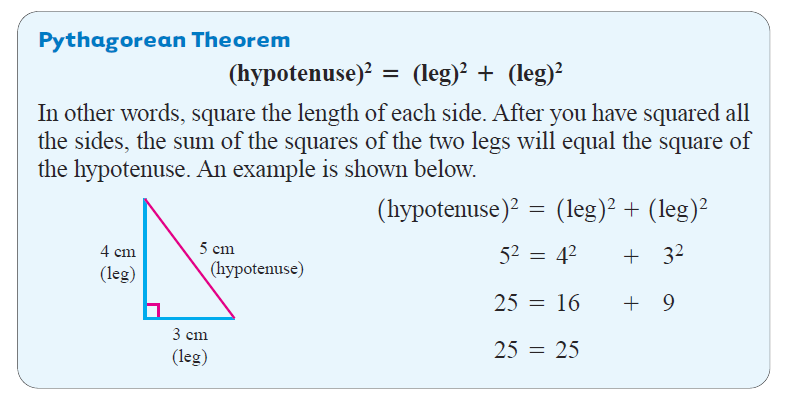 Pythagorean Theorem
(hypotenuse)² = (leg)² + (leg)²
In other words, square the length of each side. After you have squared all
the sides, the sum of the squares of the two legs will equal the square of
the hypotenuse. An example is shown below.
4 cm
(leg)
5 cm
(hypotenuse)
3 cm
(leg)
(hypotenuse)² = (leg)² + (leg)²
5² = 4² + 3²
25 = 16 + 9
25 = 25